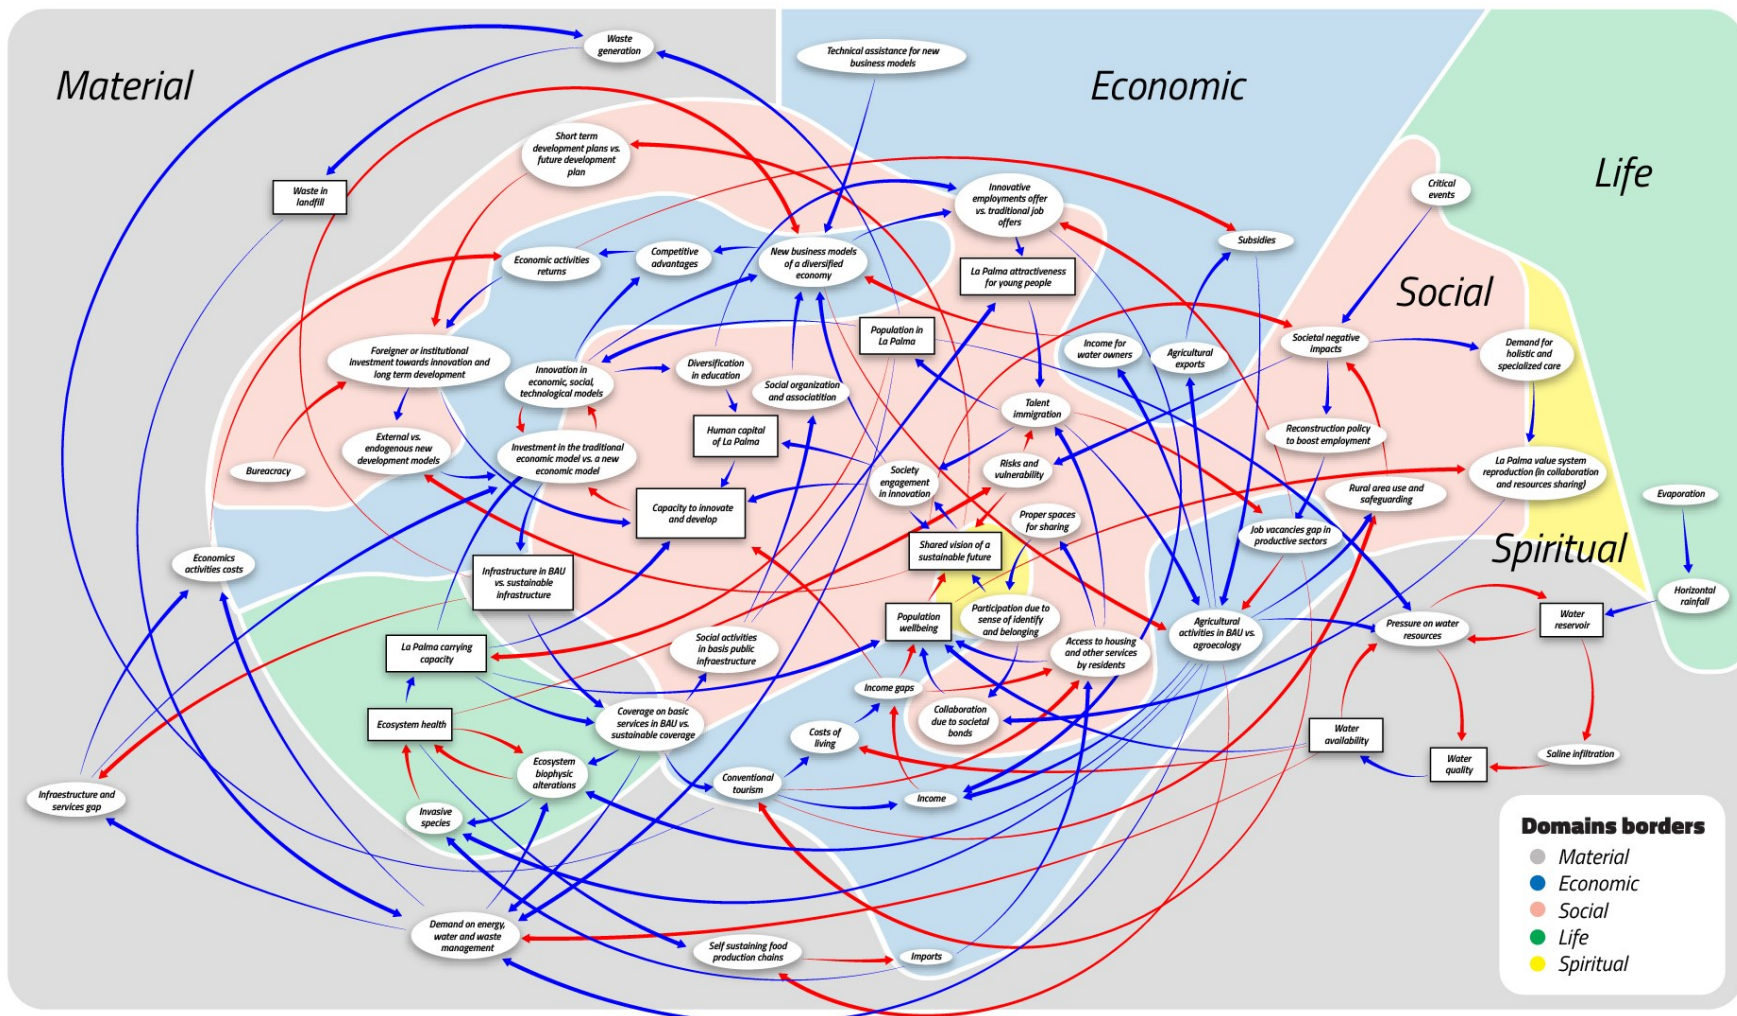 Waste
generation
Technical assistance for new
business models
Material
Economic
Life
Short term
development plans vs.
future development
plan
Waste in
landfill
Critical
events
Innovative
employments offer
vs. traditional job
offers
Subsidies
Economic activities
returns
Competitive
advantages
New business models
of a diversified
economy
La Palma attractiveness
for young people
Social
Population in
La Palma
Income for
water owners
Agricultural
exports
Societal negative
impacts
Demand for
holistic and
specialized care
Foreigner or institutional
investment towards innovation and
long term development
Innovation in
economic, social,
technological models
Diversification
in education
Social organization
and associatition
Talent
immigration
Reconstruction policy
to boost employment
External vs.
endogenous new
development models
Bureacracy
Investment in the traditional
economic model vs. a new
economic model
Human capital
of La Palma
Society
engagement
in innovation
Risks and
vulnerability
La Palma value system
reproduction (in collaboration
and resources sharing)
Rural area use and
safeguarding
Evaporation
Capacity to innovate
and develop
Proper spaces
for sharing
Job vacancies gap in
productive sectors
Spiritual
Shared vision of a
sustainable future
Economics
activities costs
Infrastructure in BAU
vs. sustainable
infrastructure
Horizontal
rainfall
Population
wellbeing
Participation due to
sense of identify
and belonging
Agricultural
activities in BAU vs.
agroecology
Pressure on water
resources
Water
reservoir
La Palma carrying
capacity
Social activities
in basis public
infraestructure
Access to housing
and other services
by residents
Income gaps
Ecosystem health
Coverage on basic
services in BAU vs.
sustainable coverage
Costs of
living
Collaboration
due to societal
bonds
Water
availability
Saline infiltration
Water
quality
Ecosystem
biophysic
alterations
Conventional
tourism
Income
Infraestructure and
services gap
Invasive
species
Demand on energy,
water and waste
management
Self sustaining food
production chains
Imports
Domains borders
Material
Economic
Social
Life
Spiritual